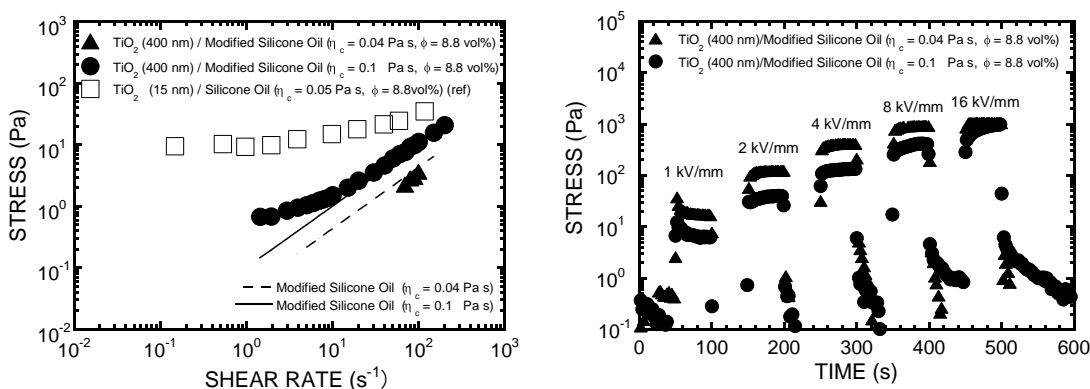 TiO2 (400 nm) / Modified Silicone Oil (ηc = 0.04 Pa s, ϕ = 8.8 vol%)
TiO2 (400 nm) / Modified Silicone Oil (ηc = 0.1 Pa s, ϕ = 8.8 vol%)
TiO2 (15 nm) / Silicone Oil (ηc = 0.05 Pa s, ϕ = 8.8vol%) (ref)
STRESS (Pa)
10^3
10^2
10^1
10^0
10^-1
10^-2
Modified Silicone Oil (ηc = 0.04 Pa s)
Modified Silicone Oil (ηc = 0.1 Pa s)
10^-2 10^-1 10^0 10^1 10^2 10^3
SHEAR RATE (s^-1)
TiO2 (400 nm)/Modified Silicone Oil (ηc = 0.04 Pa s, ϕ = 8.8 vol%)
TiO2 (400 nm)/Modified Silicone Oil (ηc = 0.1 Pa s, ϕ = 8.8 vol%)
STRESS (Pa)
10^5
10^4
10^3
10^2
10^1
10^0
10^-1
1 kV/mm
2 kV/mm
4 kV/mm
8 kV/mm
16 kV/mm
0 100 200 300 400 500 600
TIME (s)